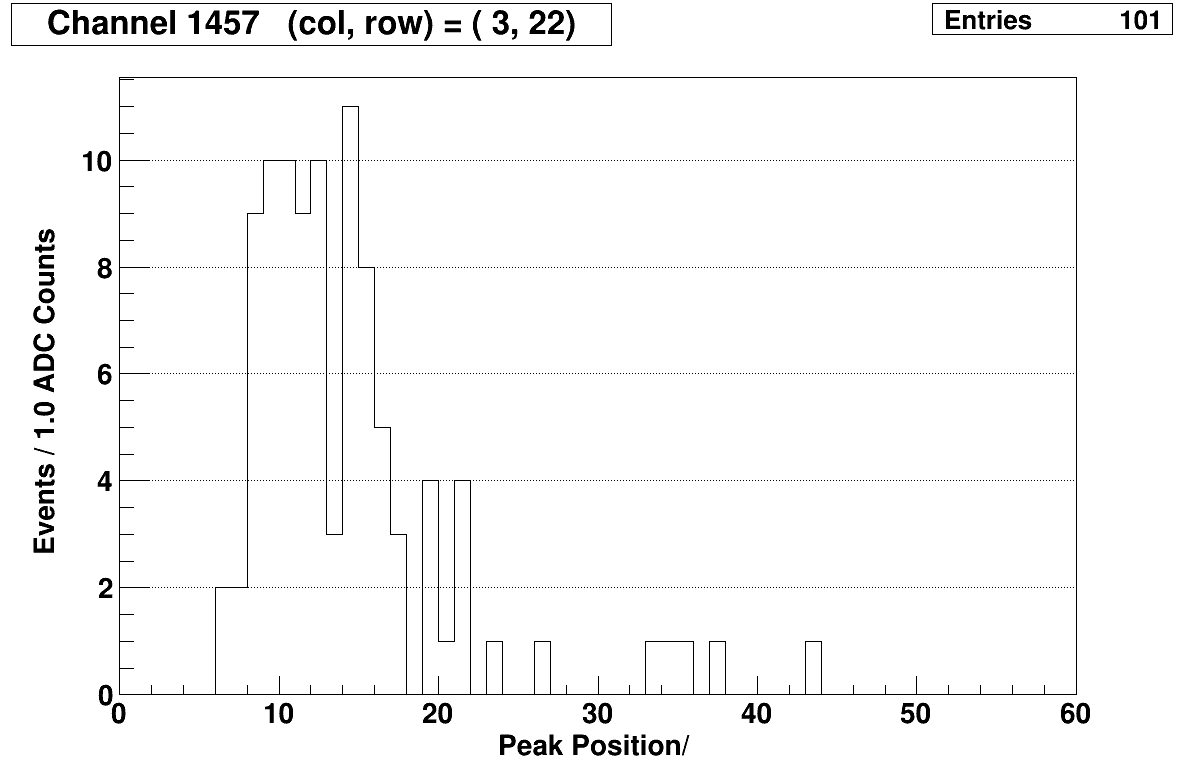 Channel 1457 (col, row) = ( 3, 22)
Entries 101
Events / 1.0 ADC Counts
10
8
6
4
2
0
0 10 20 30 40 50 60
Peak Position/